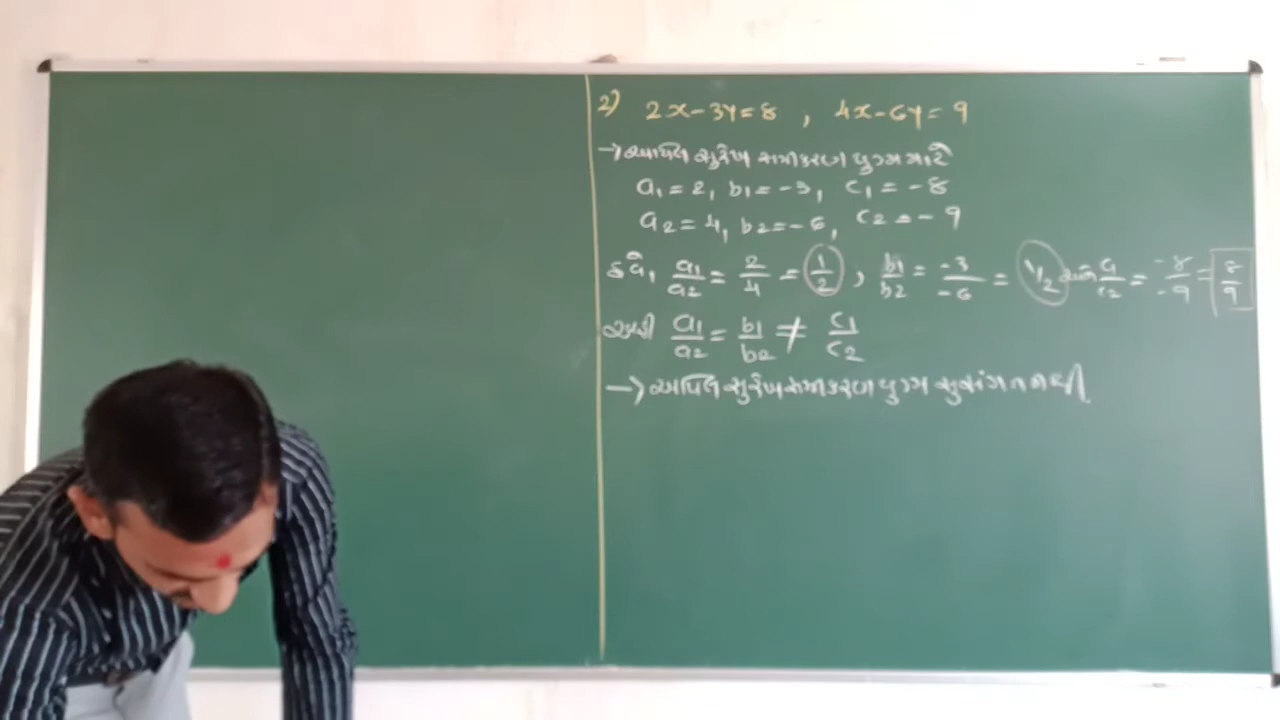 2) 2x-3y=8 , 4x-6y=9
→ આપેલ સુરેખ સમીકરણ યુગ્મ માટે
a₁=2, b₁=-3, c₁=-8
a₂=4, b₂=-6, c₂=-9
હવે, a₁/a₂ = 2/4 = 1/2 , b₁/b₂ = -3/-6 = 1/2 અને c₁/c₂ = -8/-9 = 8/9
અહી a₁/a₂ = b₁/b₂ ≠ c₁/c₂
→ આપેલ સુરેખ સમીકરણ યુગ્મ સુસંગત નથી.